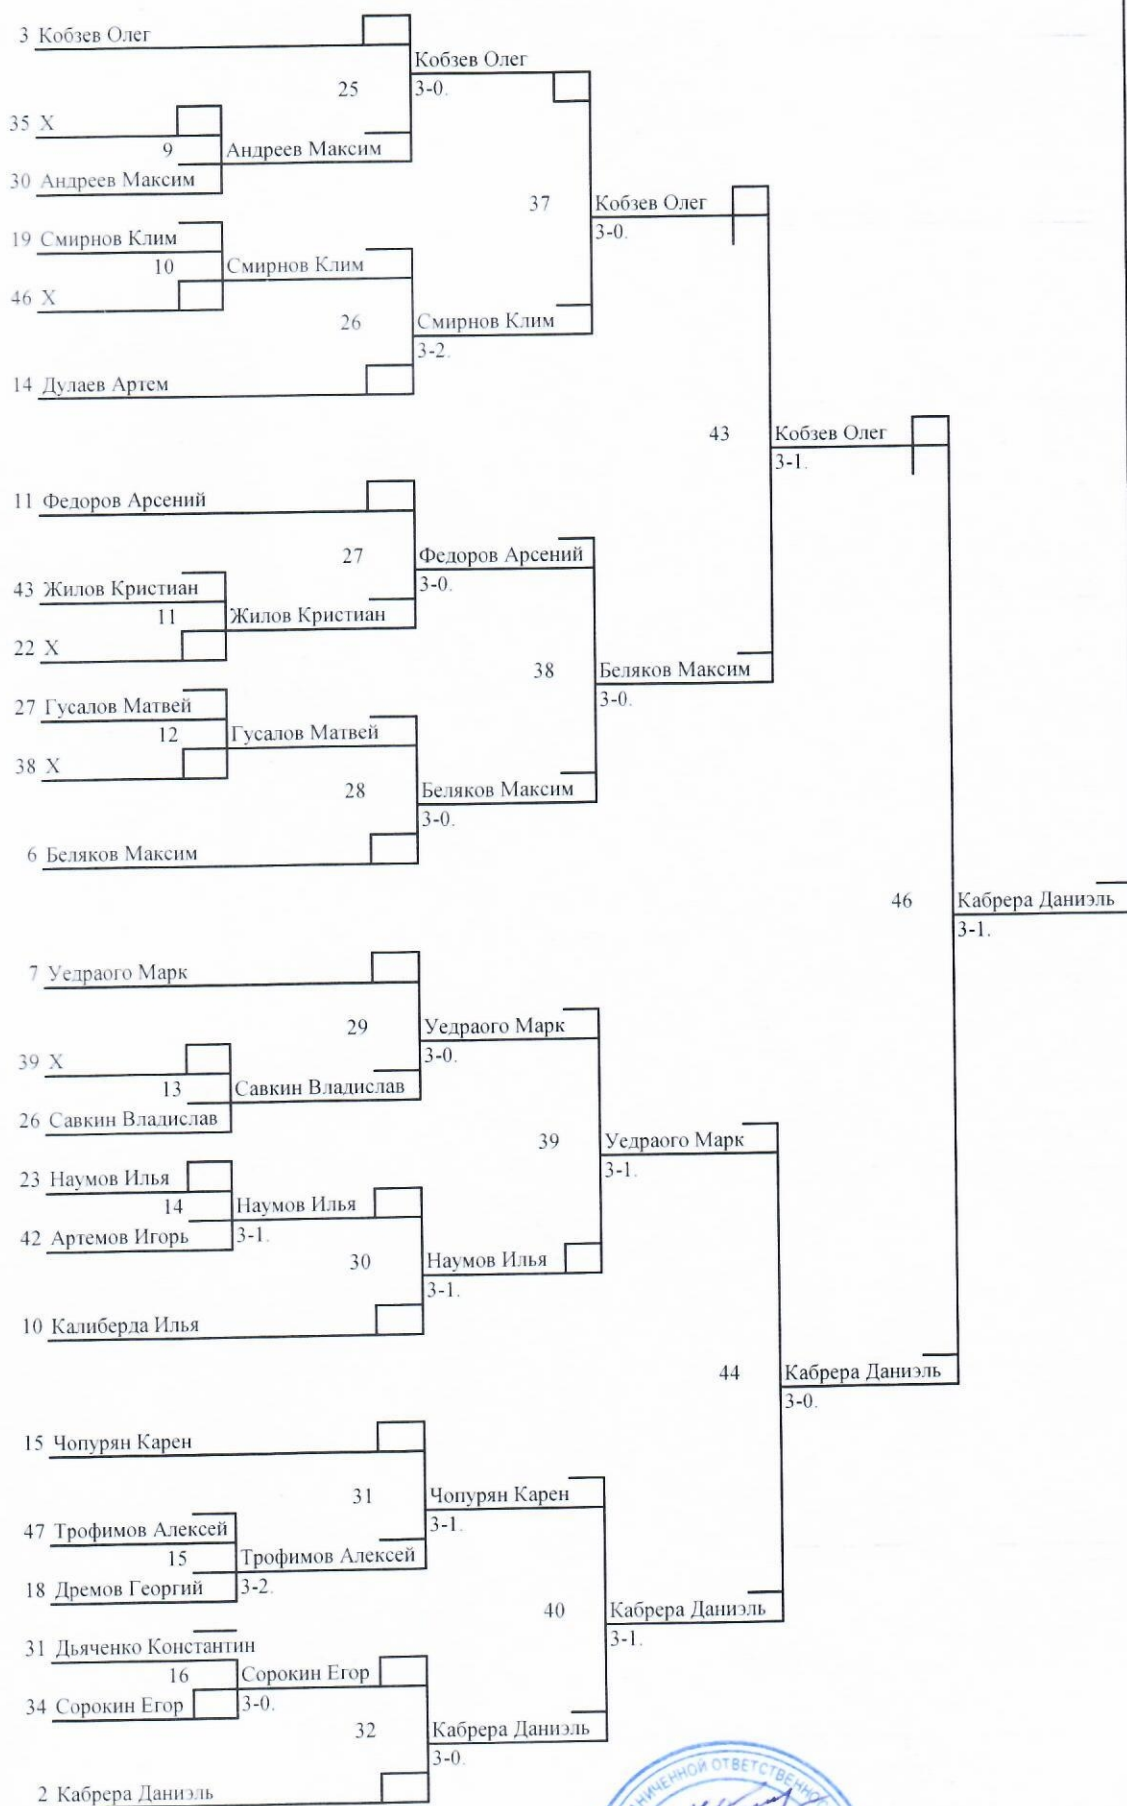 3 Кобзев Олег
Кобзев Олег
25
3-0.
35 X
9
Андреев Максим
30 Андреев Максим
37
Кобзев Олег
3-0.
19 Смирнов Клим
10
Смирнов Клим
46 X
26
Смирнов Клим
3-2.
14 Дулаев Артем
43
Кобзев Олег
3-1.
11 Федоров Арсений
27
Федоров Арсений
3-0.
43 Жилов Кристиан
11
Жилов Кристиан
22 X
38
Беляков Максим
3-0.
27 Гусалов Матвей
12
Гусалов Матвей
38 X
28
Беляков Максим
3-0.
6 Беляков Максим
46
Кабрера Даниэль
3-1.
7 Уедраого Марк
29
Уедраого Марк
3-0.
39 X
13
Савкин Владислав
26 Савкин Владислав
39
Уедраого Марк
3-1.
23 Наумов Илья
14
Наумов Илья
42 Артемов Игорь
3-1.
30
Наумов Илья
3-1.
10 Калиберда Илья
44
Кабрера Даниэль
3-0.
15 Чопурян Карен
31
Чопурян Карен
3-1.
47 Трофимов Алексей
15
Трофимов Алексей
18 Дремов Георгий
3-2.
40
Кабрера Даниэль
3-1.
31 Дьяченко Константин
16
Сорокин Егор
34 Сорокин Егор
3-0.
32
Кабрера Даниэль
3-0.
2 Кабрера Даниэль